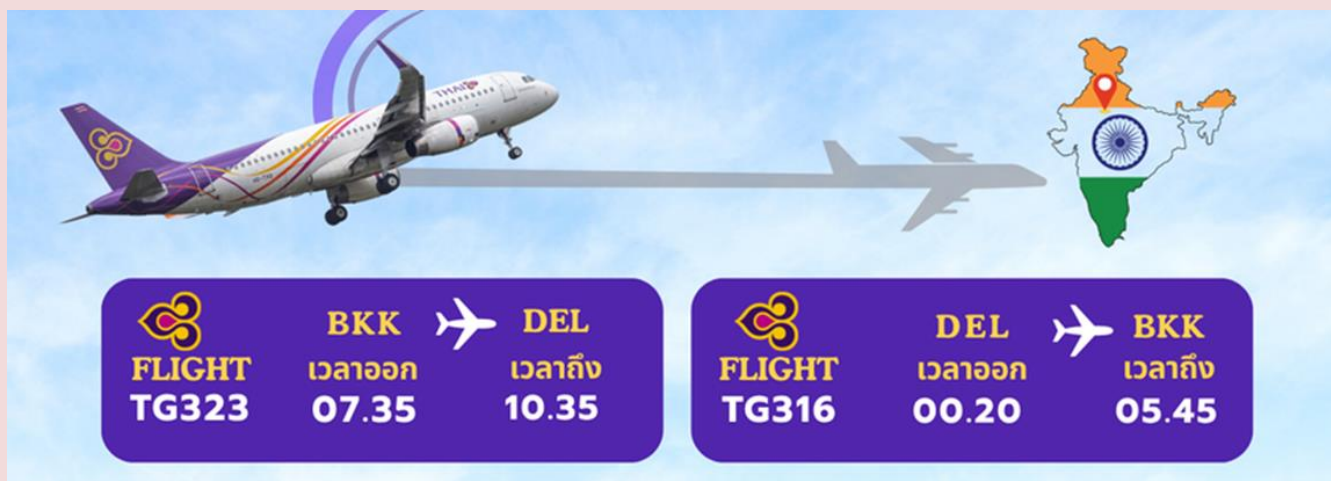 THAI
FLIGHT
TG323
BKK
เวลาออก
07.35
DEL
เวลาถึง
10.35
FLIGHT
TG316
DEL
เวลาออก
00.20
BKK
เวลาถึง
05.45